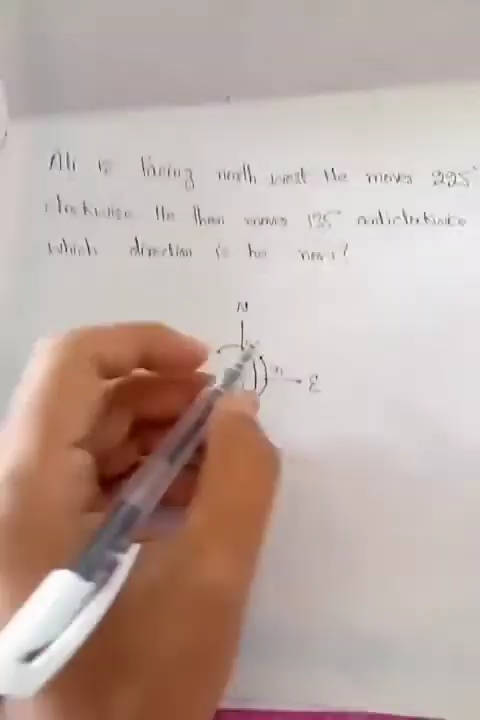 Ali is facing north west He moves 225°
clockwise He then moves 135° anticlockwise
which direction is he now?
N
E